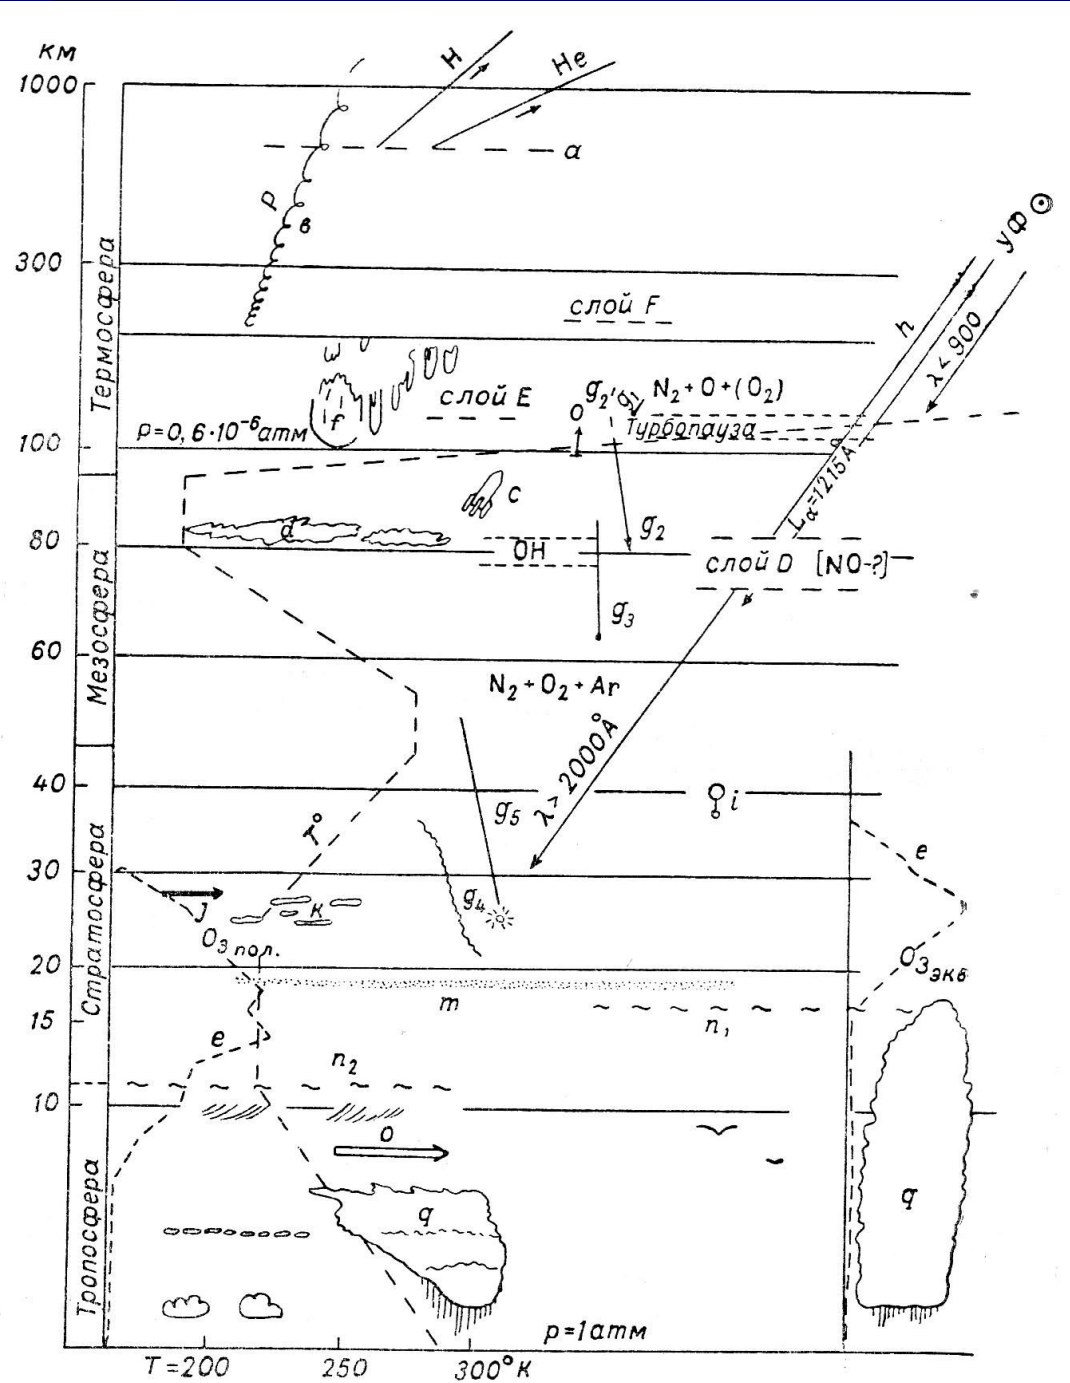 км
1000
H
He
a
P
в
УФ
300
слой F
h
λ < 900
Термосфера
слой E
g₂'
g₁
N₂ + O + (O₂)
f
Турбопауза
P=0,6·10⁻⁶ атм
100
c
Lα=1215Å
d
80
OH
g₂
слой D [NO-?]
g₃
Мезосфера
60
N₂ + O₂ + Ar
λ > 2000Å
40
g₅
i
T°
e
30
J
к
g₄
O₃ пол.
O₃ экв
20
Стратосфера
m
15
n₁
e
n₂
10
o
q
q
Тропосфера
p=1атм
T=200
250
300°K